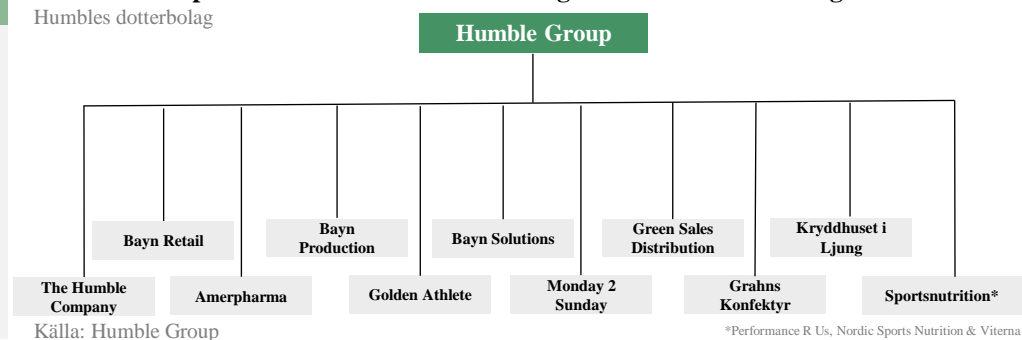 Humbles dotterbolag
Humble Group
Bayn Retail
Bayn
Production
Bayn Solutions
Green Sales
Distribution
Kryddhuset i
Ljung
The Humble
Company
Amerpharma
Golden Athlete
Monday 2
Sunday
Grahns
Konfektyr
Sportsnutrition*
Källa: Humble Group
*Performance R Us, Nordic Sports Nutrition & Viterna